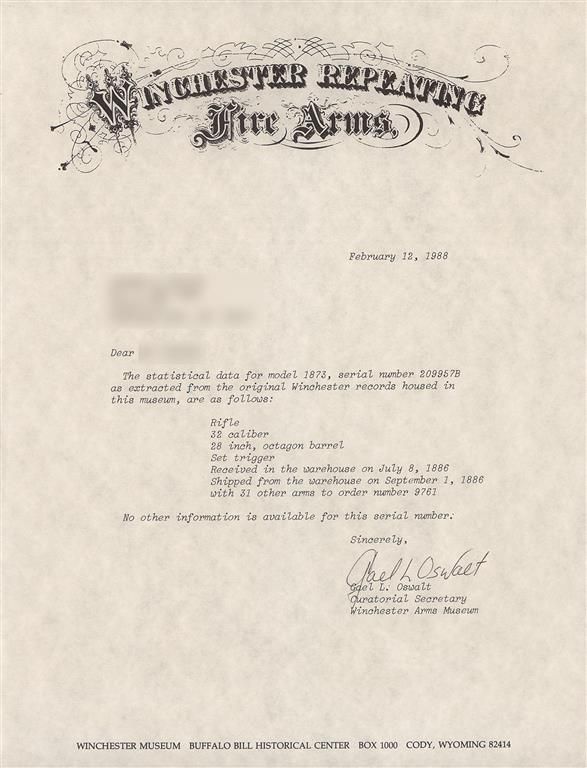 WINCHESTER REPEATING
Fire Arms,
February 12, 1988
Dear
The statistical data for model 1873, serial number 209957B
as extracted from the original Winchester records housed in
this museum, are as follows:
Rifle
32 caliber
28 inch, octagon barrel
Set trigger
Received in the warehouse on July 8, 1886
Shipped from the warehouse on September 1, 1886
with 31 other arms to order number 9761
No other information is available for this serial number.
Sincerely,
Gael L Oswalt
Gael L. Oswalt
Curatorial Secretary
Winchester Arms Museum
WINCHESTER MUSEUM BUFFALO BILL HISTORICAL CENTER BOX 1000 CODY, WYOMING 82414